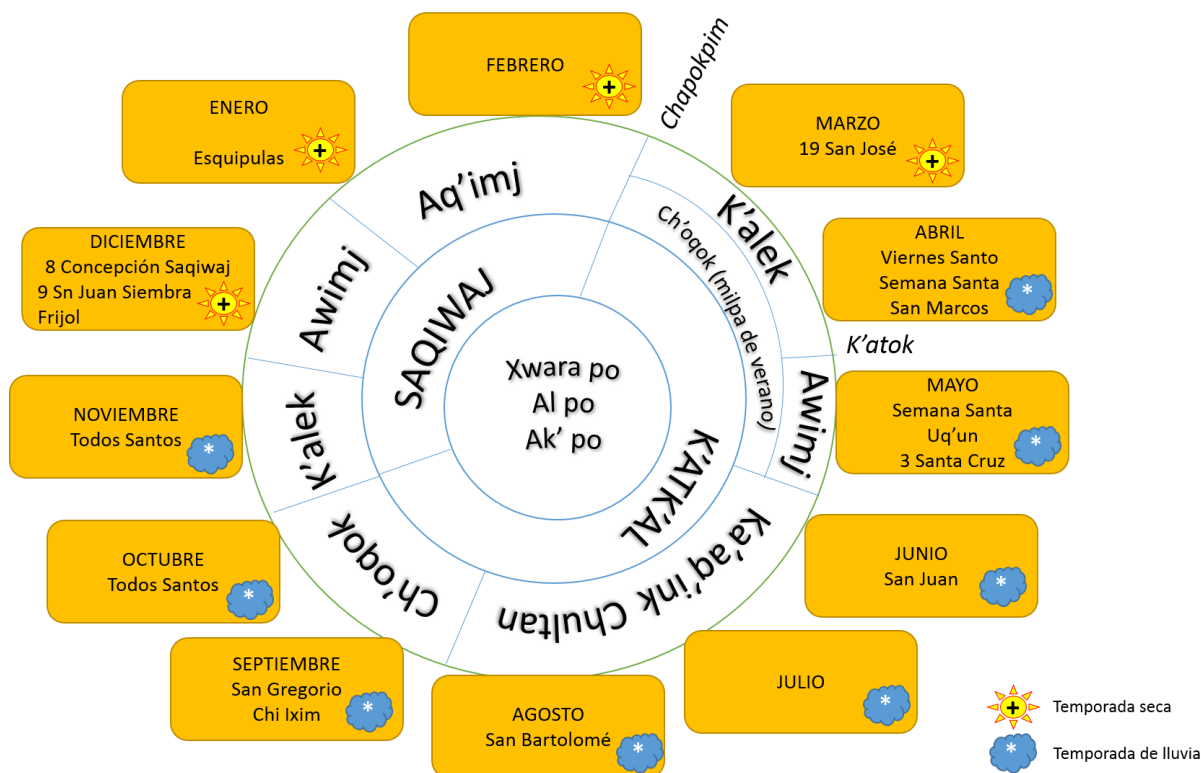 FEBRERO
Chapokpim
MARZO
19 San José
ABRIL
Viernes Santo
Semana Santa
San Marcos
K'atok
MAYO
Semana Santa
Uq'un
3 Santa Cruz
JUNIO
San Juan
JULIO
AGOSTO
San Bartolomé
SEPTIEMBRE
San Gregorio
Chi Ixim
OCTUBRE
Todos Santos
NOVIEMBRE
Todos Santos
DICIEMBRE
8 Concepción Saqiwaj
9 Sn Juan Siembra
Frijol
ENERO
Esquipulas
Aq'imj
K'alek
Ch'oqok (milpa de verano)
Awimj
Ka'aq'ink Chultan
Ch'oqok
K'alek
Awimj
SAQIWAJ
K'ATK'AL
Xwara po
Al po
Ak' po
Temporada seca
Temporada de lluvia